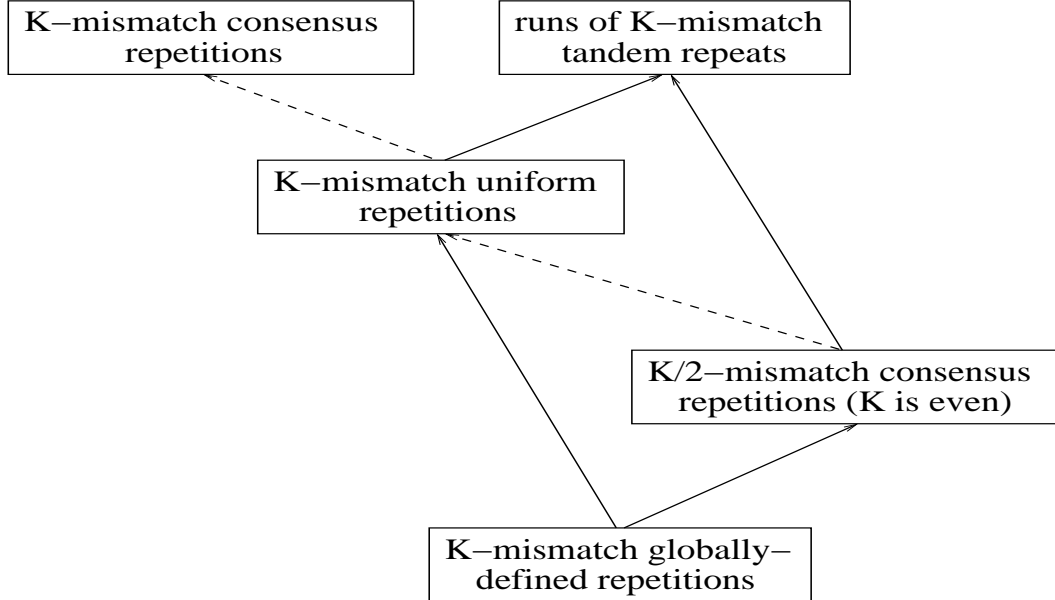 K−mismatch consensus
repetitions
runs of K−mismatch
tandem repeats
K−mismatch uniform
repetitions
K/2−mismatch consensus
repetitions (K is even)
K−mismatch globally−
defined repetitions